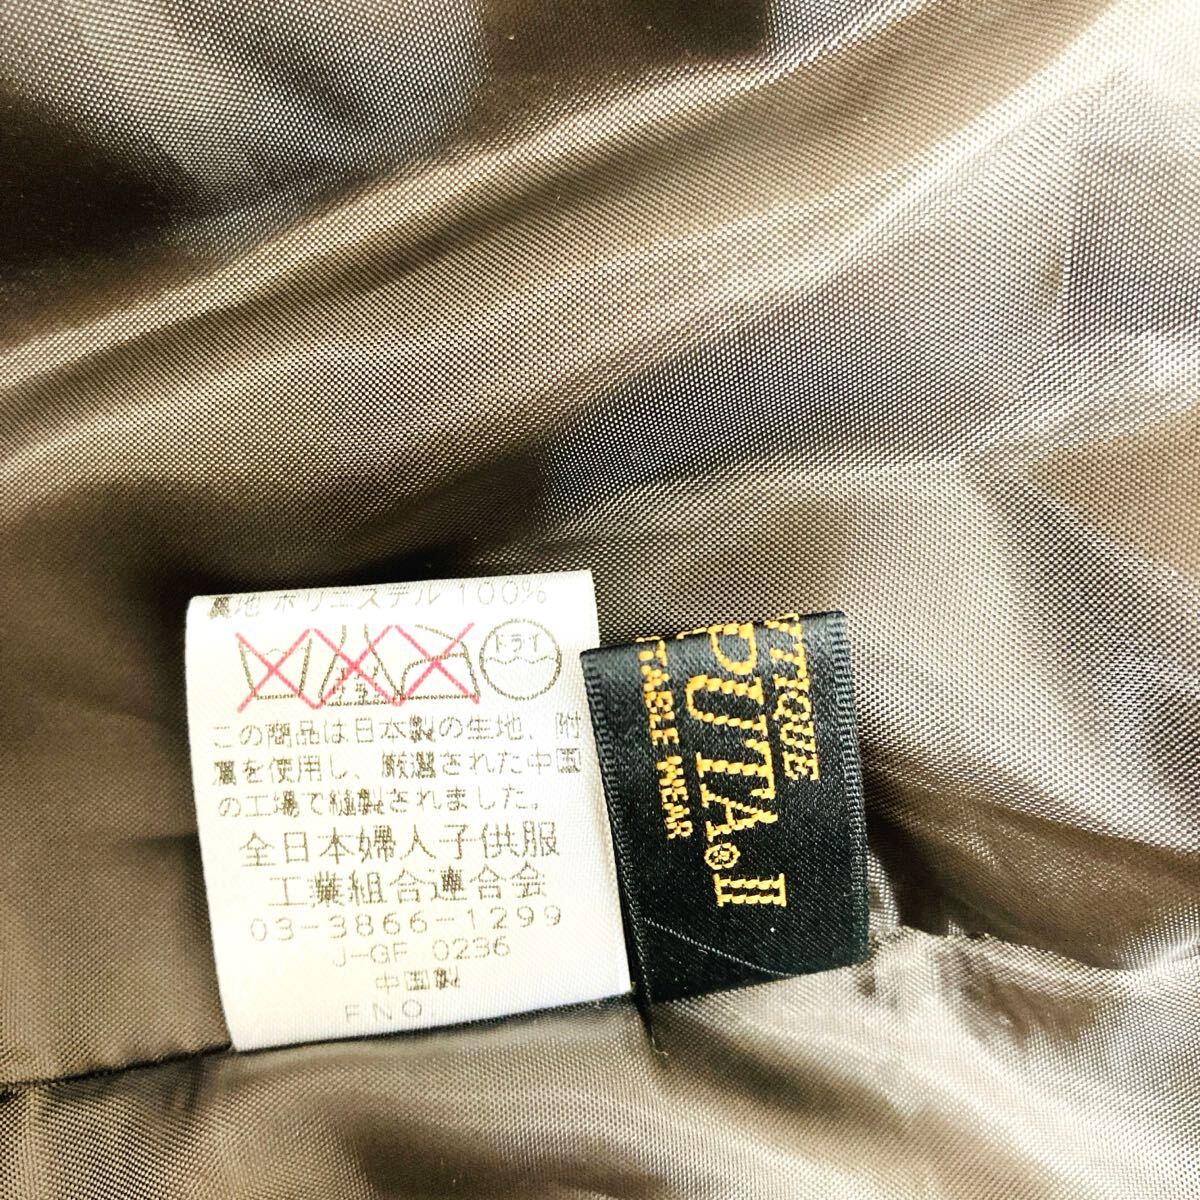 裏地 ポリエステル 100%
ドライ
この商品は日本製の生地、附
属を使用し、厳選された中国
の工場で縫製されました。
全日本婦人子供服
工業組合連合会
03-3866-1299
J-GF 0236
中国製
F.NO.
PUTA II
TABLE WEAR